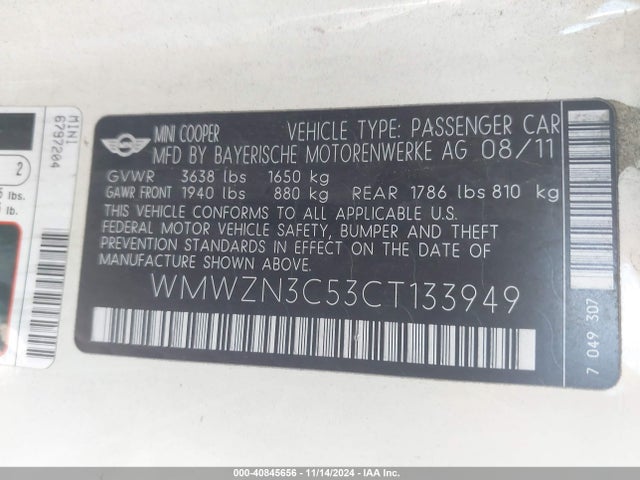 MINI COOPER VEHICLE TYPE: PASSENGER CAR
MFD BY BAYERISCHE MOTORENWERKE AG 08/11
GVWR 3638 lbs 1650 kg
GAWR FRONT 1940 lbs 880 kg REAR 1786 lbs 810 kg
THIS VEHICLE CONFORMS TO ALL APPLICABLE U.S.
FEDERAL MOTOR VEHICLE SAFETY, BUMPER AND THEFT
PREVENTION STANDARDS IN EFFECT ON THE DATE OF
MANUFACTURE SHOWN ABOVE.
WMWZN3C53CT133949
7 049 307
MINI
6797204
2
lbs.
lb.
000-40845656 - 11/14/2024 - IAA Inc.